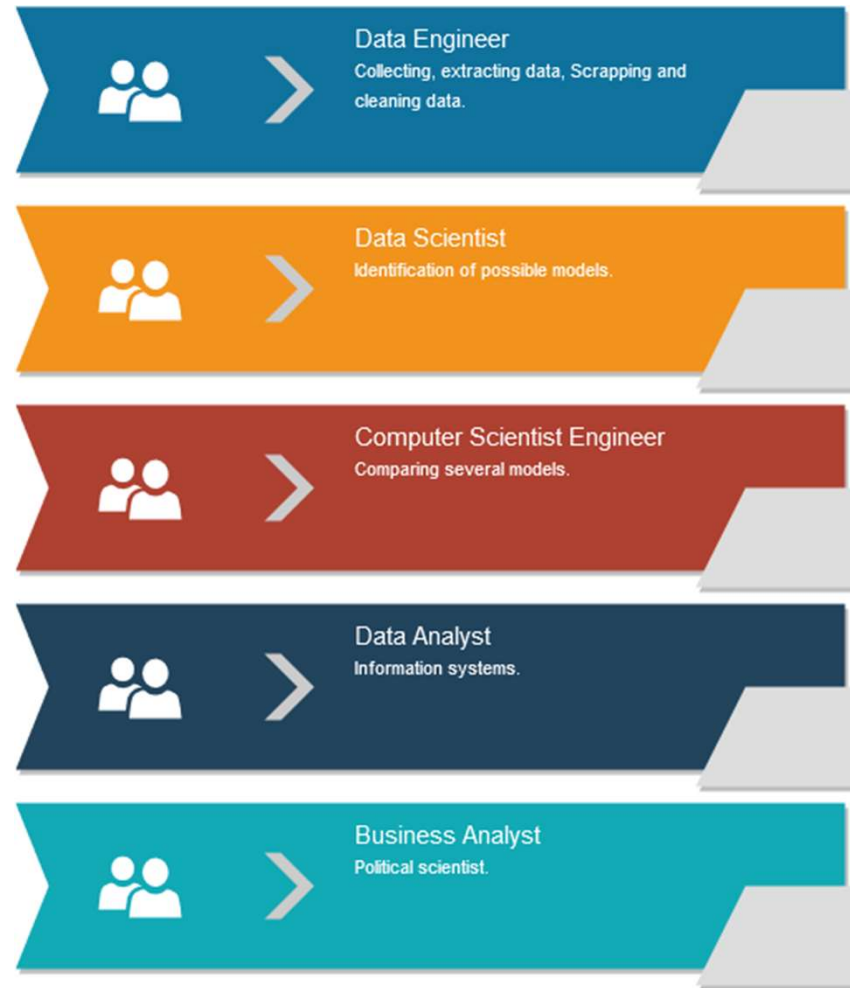 Data Engineer
Collecting, extracting data, Scrapping and
cleaning data.
Data Scientist
Identification of possible models.
Computer Scientist Engineer
Comparing several models.
Data Analyst
Information systems.
Business Analyst
Political scientist.